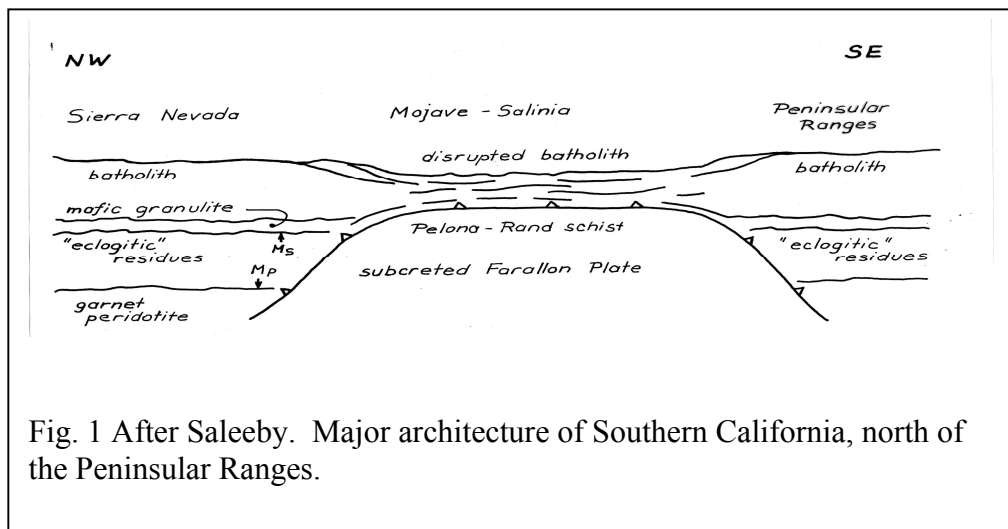 NW
SE
Sierra Nevada
Mojave - Salinia
Peninsular
Ranges
disrupted batholith
batholith
batholith
mafic granulite
"eclogitic"
residues
Ms
Mp
garnet
peridotite
Pelona - Rand schist
subcreted Farallon Plate
"eclogitic"
residues
Fig. 1 After Saleeby.  Major architecture of Southern California, north of
the Peninsular Ranges.